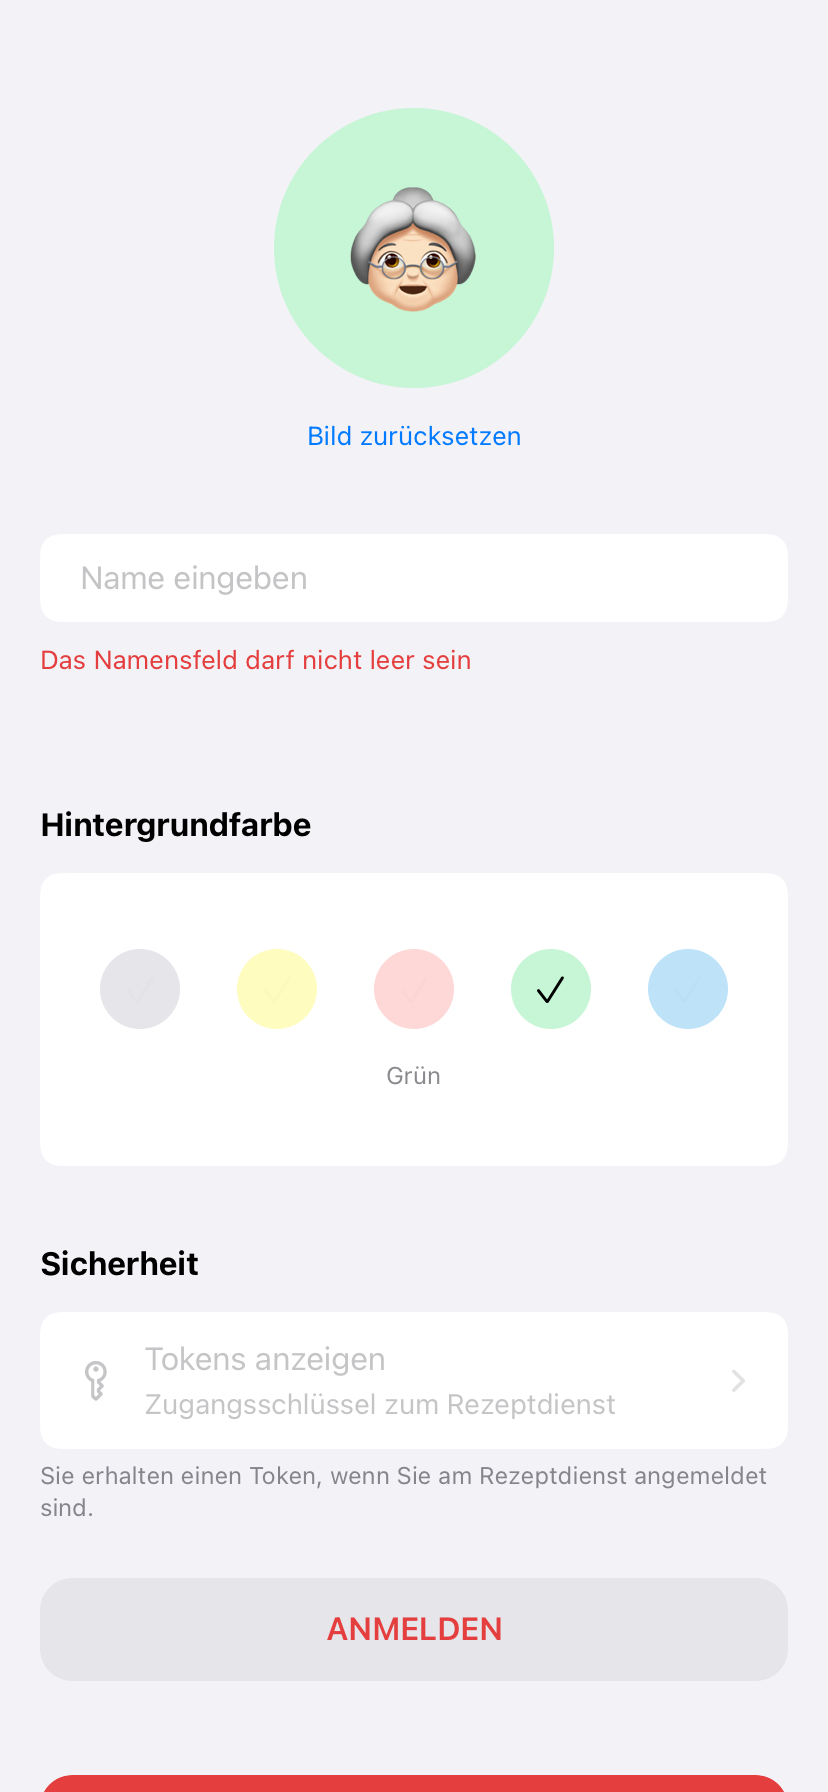 Bild zurücksetzen
Name eingeben
Das Namensfeld darf nicht leer sein
Hintergrundfarbe
Grün
Sicherheit
Tokens anzeigen
Zugangsschlüssel zum Rezeptdienst
Sie erhalten einen Token, wenn Sie am Rezeptdienst angemeldet
sind.
ANMELDEN